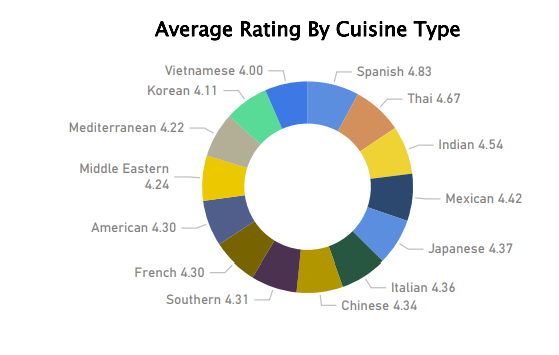 Average Rating By Cuisine Type
Vietnamese 4.00
Spanish 4.83
Korean 4.11
Thai 4.67
Mediterranean 4.22
Indian 4.54
Middle Eastern
4.24
Mexican 4.42
American 4.30
Japanese 4.37
French 4.30
Italian 4.36
Southern 4.31
Chinese 4.34